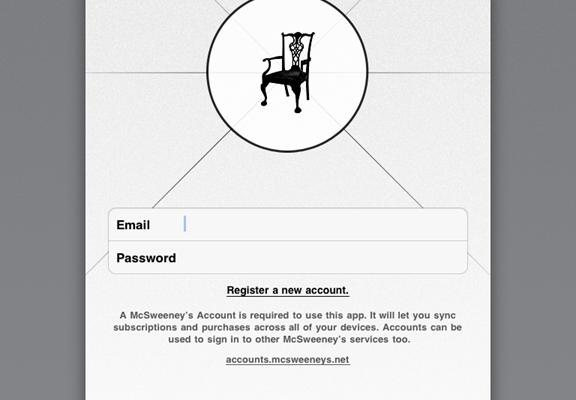 Email
Password
Register a new account.
A McSweeney's Account is required to use this app. It will let you sync
subscriptions and purchases across all of your devices. Accounts can be
used to sign in to other McSweeney's services too.
accounts.mcsweeneys.net